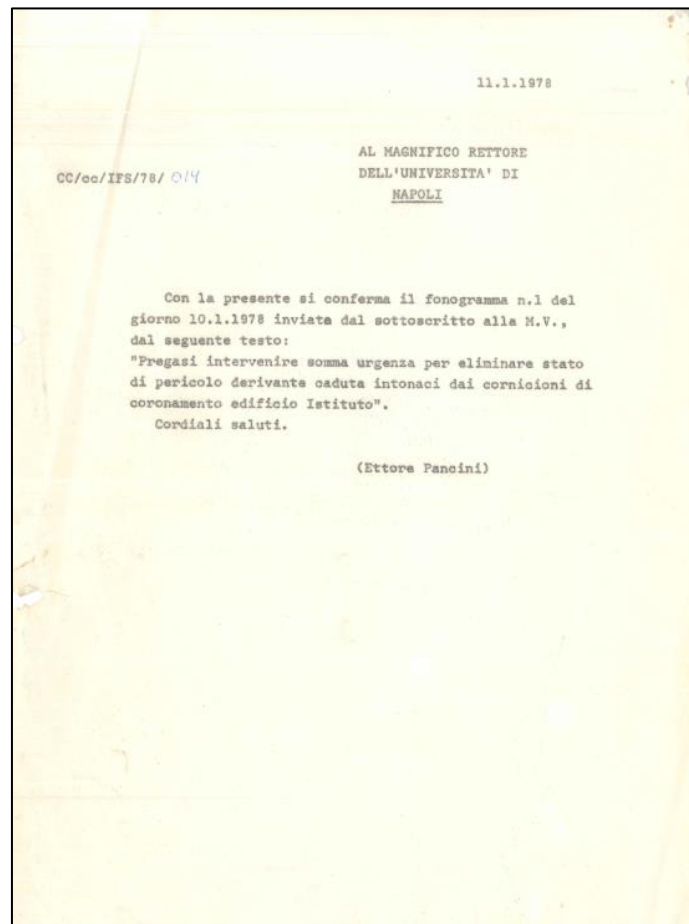 11.1.1978
AL MAGNIFICO RETTORE
CC/cc/IFS/78/ 014
DELL'UNIVERSITA' DI
NAPOLI
Con la presente si conferma il fonogramma n.1 del
giorno 10.1.1978 inviata dal sottoscritto alla M.V.,
dal seguente testo:
"Pregasi intervenire somma urgenza per eliminare stato
di pericolo derivante caduta intonaci dai cornicioni di
coronamento edificio Istituto".
Cordiali saluti.
(Ettore Pancini)